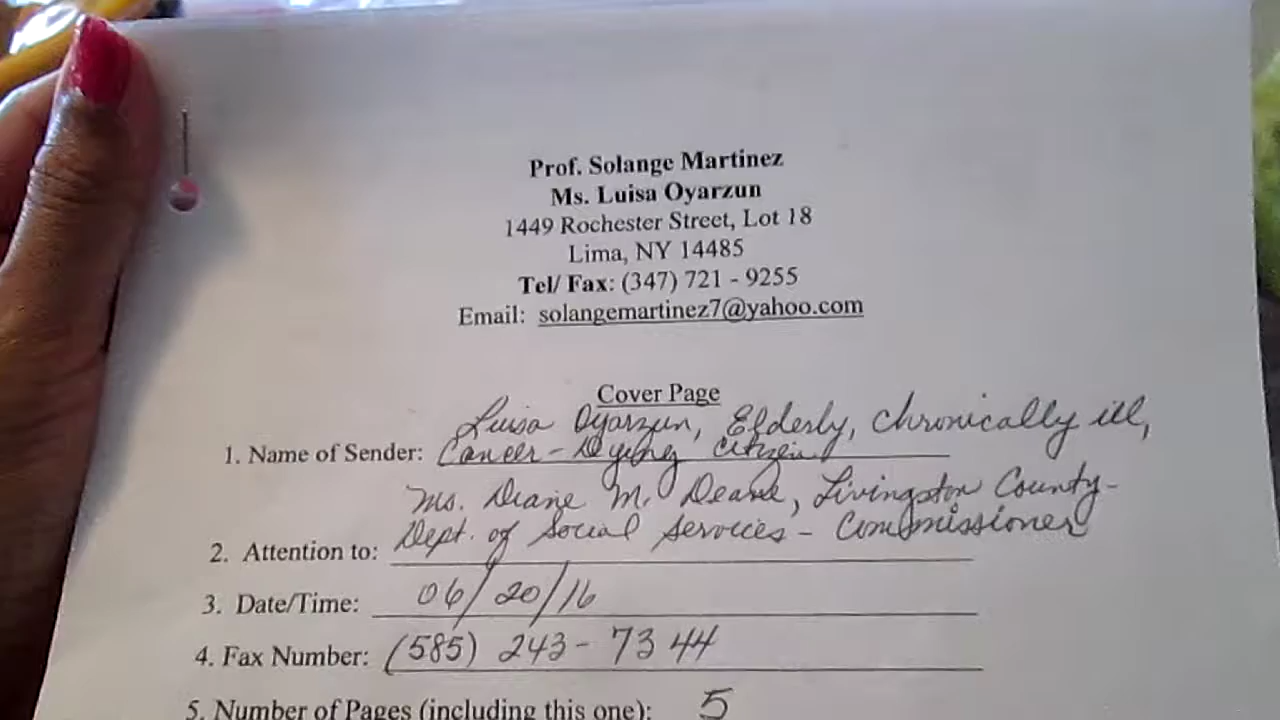 Prof. Solange Martinez
Ms. Luisa Oyarzun
1449 Rochester Street, Lot 18
Lima, NY 14485
Tel/ Fax: (347) 721 - 9255
Email: solangemartinez7@yahoo.com
Cover Page
Luisa Oyarzun, Elderly, Chronically ill,
1. Name of Sender: Cancer - Dying Citizen
Ms. Diane M. Deane, Livingston County-
2. Attention to: Dept. of Social Services - Commissioner
3. Date/Time: 06/20/16
4. Fax Number: (585) 243-7344
5. Number of Pages (including this one): 5